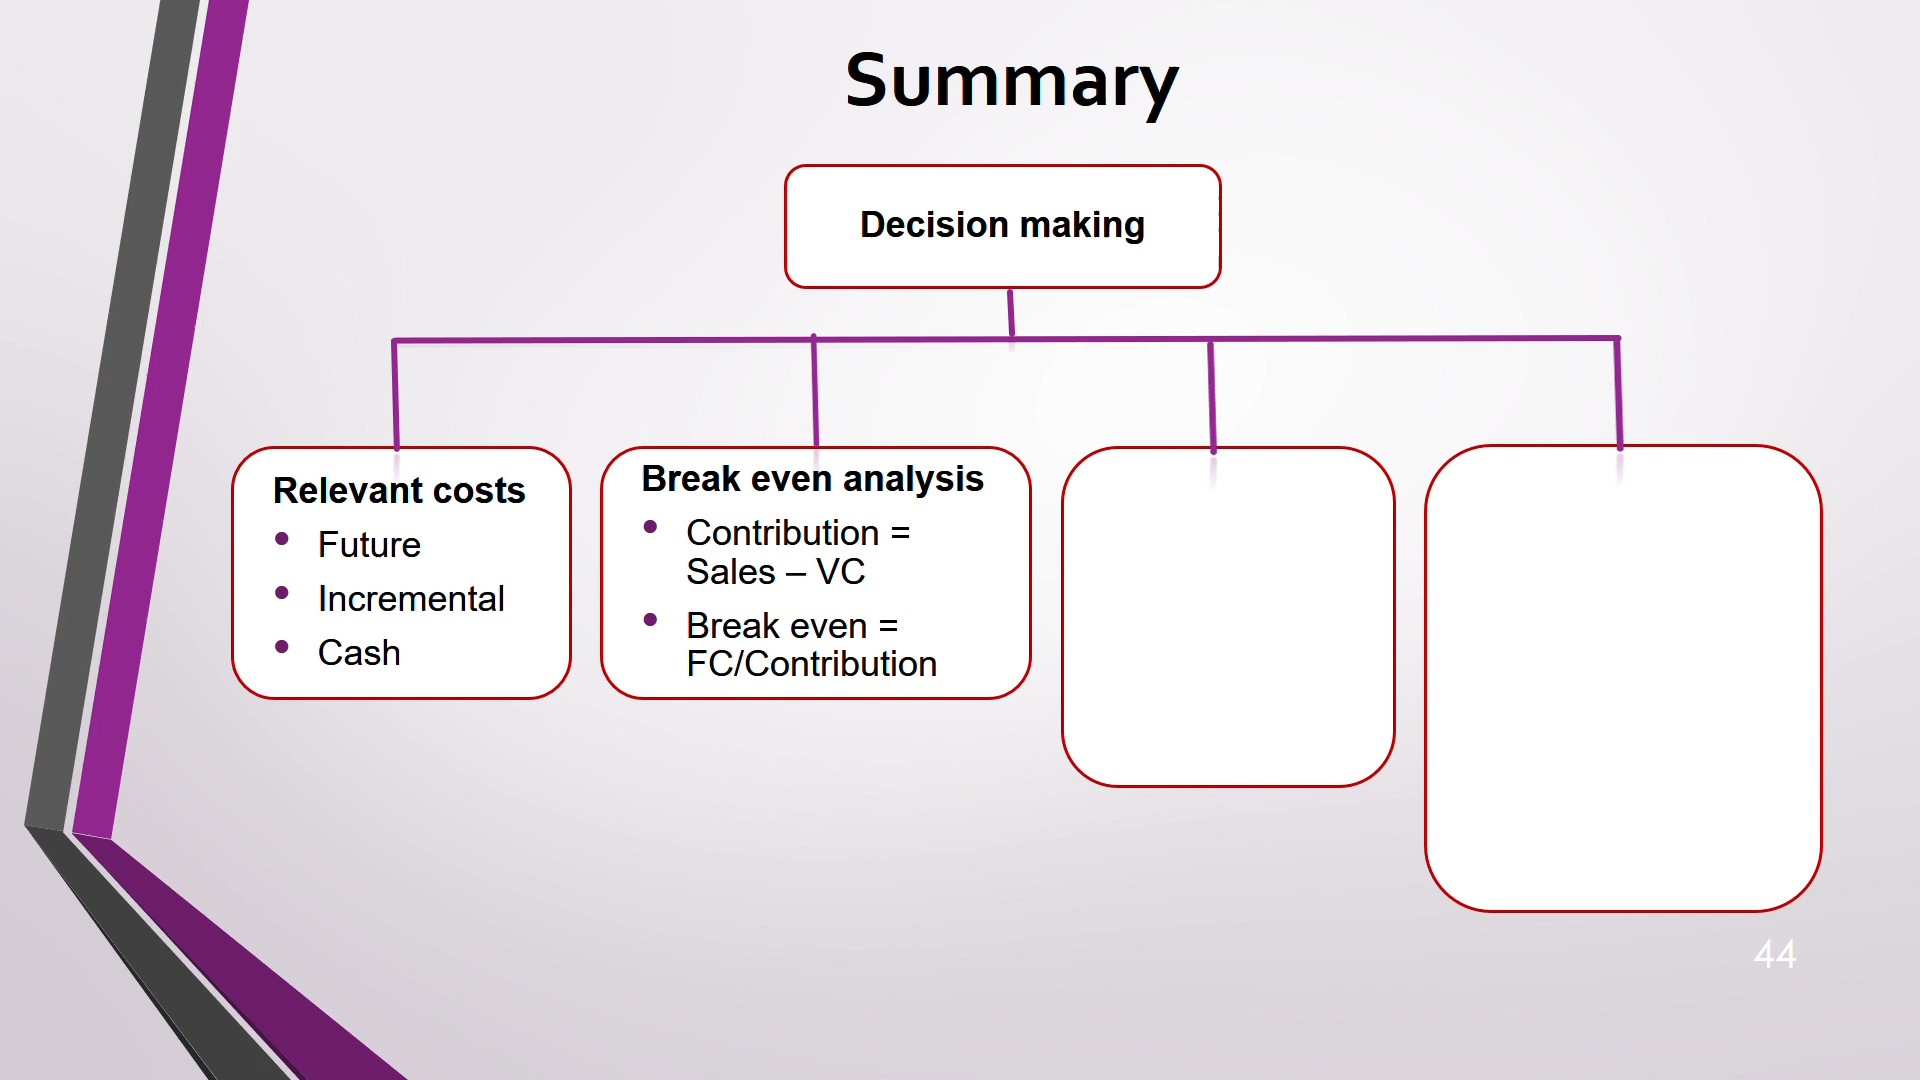 Summary
Decision making
Relevant costs
• Future
• Incremental
• Cash
Break even analysis
• Contribution =
Sales – VC
• Break even =
FC/Contribution
44